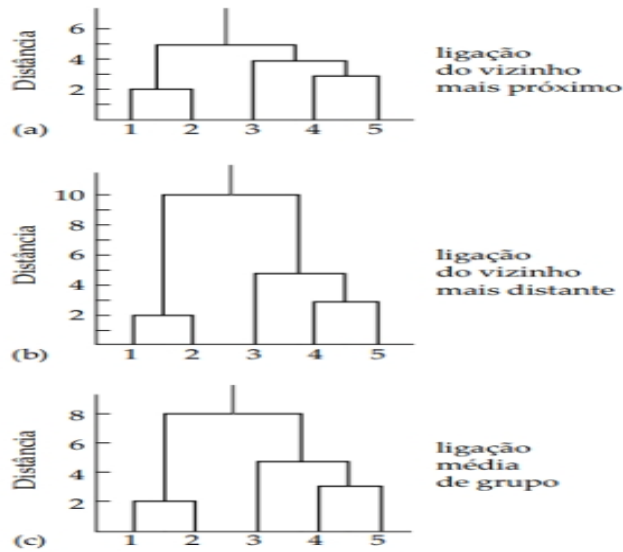 Distância
6
4
2
(a)
1 2 3 4 5
ligação
do vizinho
mais próximo
Distância
10
8
6
4
2
(b)
1 2 3 4 5
ligação
do vizinho
mais distante
Distância
8
6
4
2
(c)
1 2 3 4 5
ligação
média
de grupo